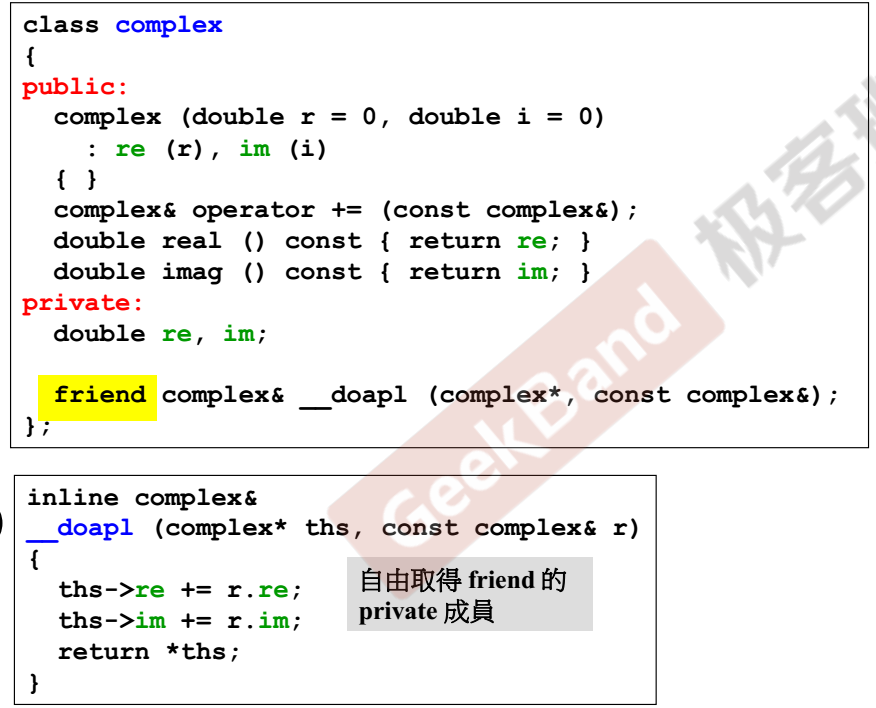 class complex
{
public:
  complex (double r = 0, double i = 0)
    : re (r), im (i)
  { }
  complex& operator += (const complex&);
  double real () const { return re; }
  double imag () const { return im; }
private:
  double re, im;
  friend complex& __doapl (complex*, const complex&);
};
inline complex&
__doapl (complex* ths, const complex& r)
{
  ths->re += r.re;
  ths->im += r.im;
  return *ths;
}
自由取得 friend 的
private 成員
GeekBand 极客